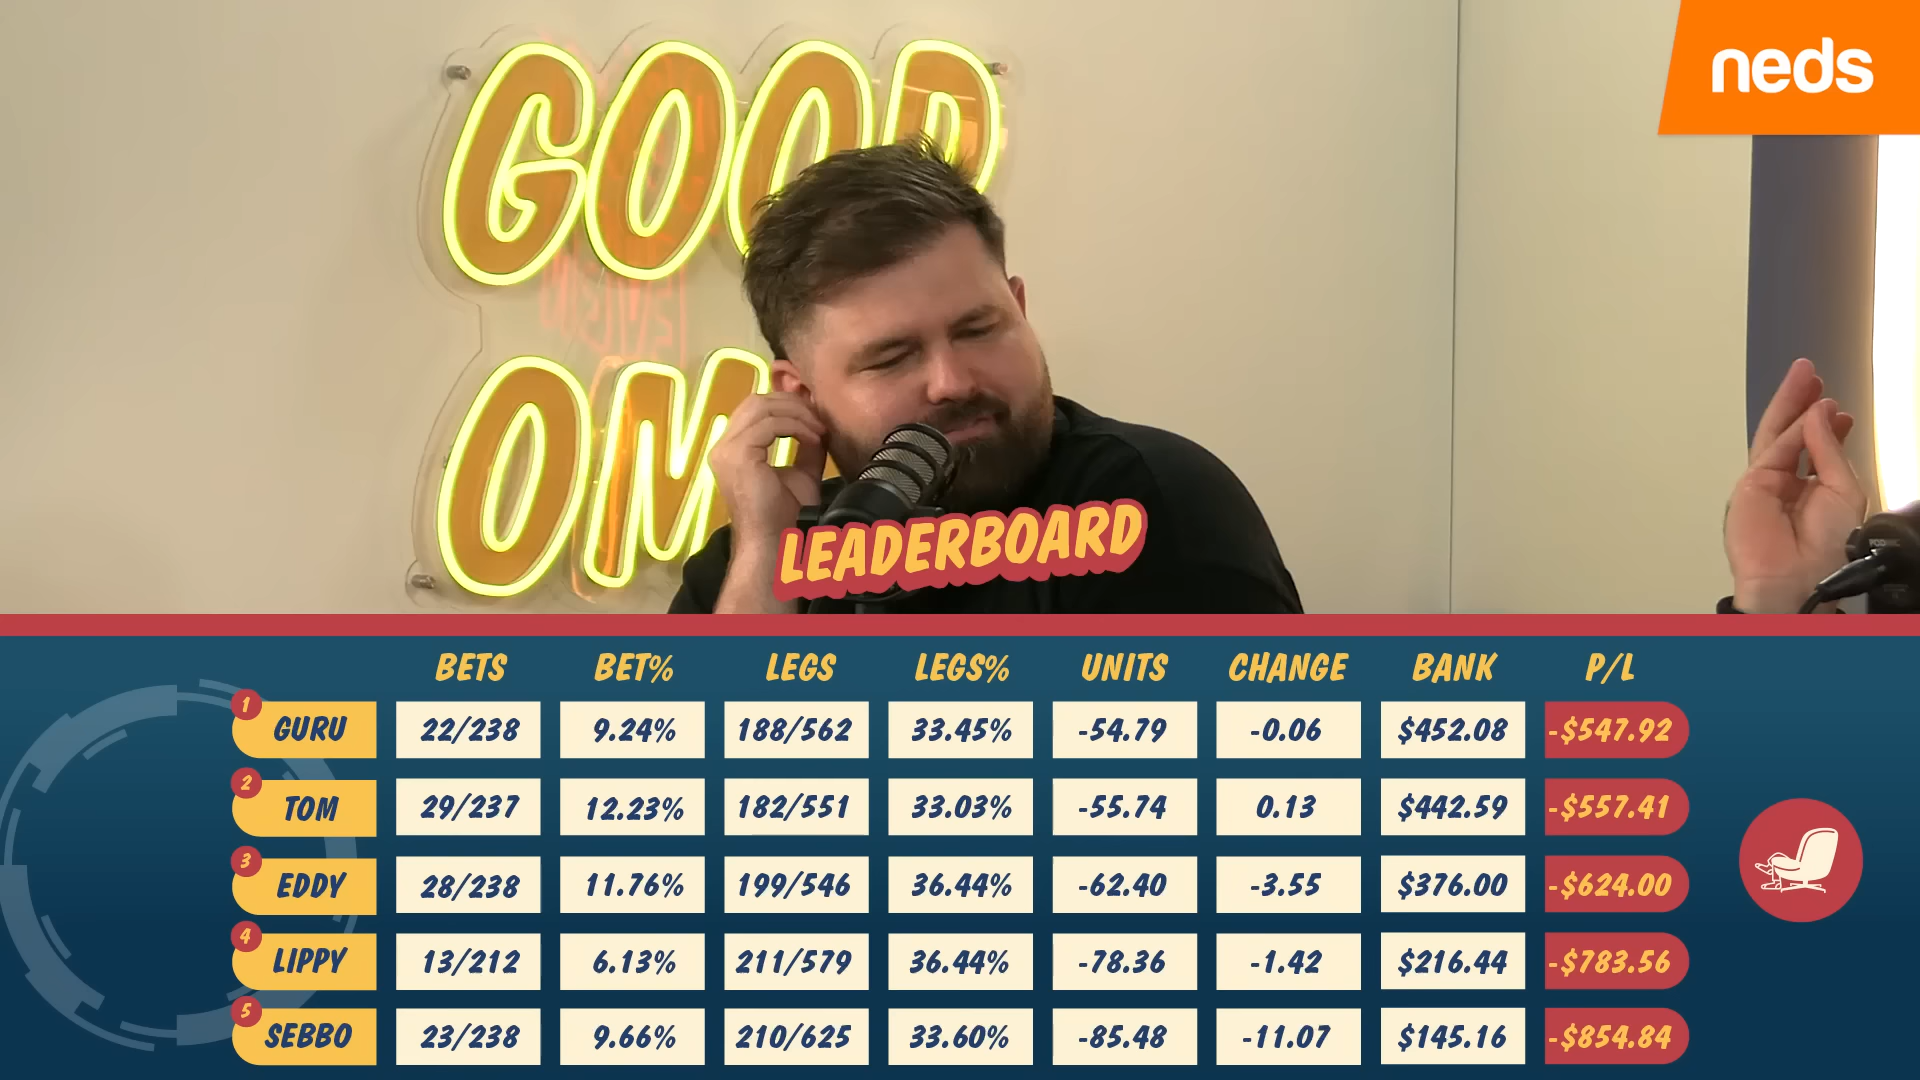 neds
GOOD
OM
LEADERBOARD
BETS BET% LEGS LEGS% UNITS CHANGE BANK P/L
1 GURU 22/238 9.24% 188/562 33.45% -54.79 -0.06 $452.08 -$547.92
2 TOM 29/237 12.23% 182/551 33.03% -55.74 0.13 $442.59 -$557.41
3 EDDY 28/238 11.76% 199/546 36.44% -62.40 -3.55 $376.00 -$624.00
4 LIPPY 13/212 6.13% 211/579 36.44% -78.36 -1.42 $216.44 -$783.56
5 SEBBO 23/238 9.66% 210/625 33.60% -85.48 -11.07 $145.16 -$854.84